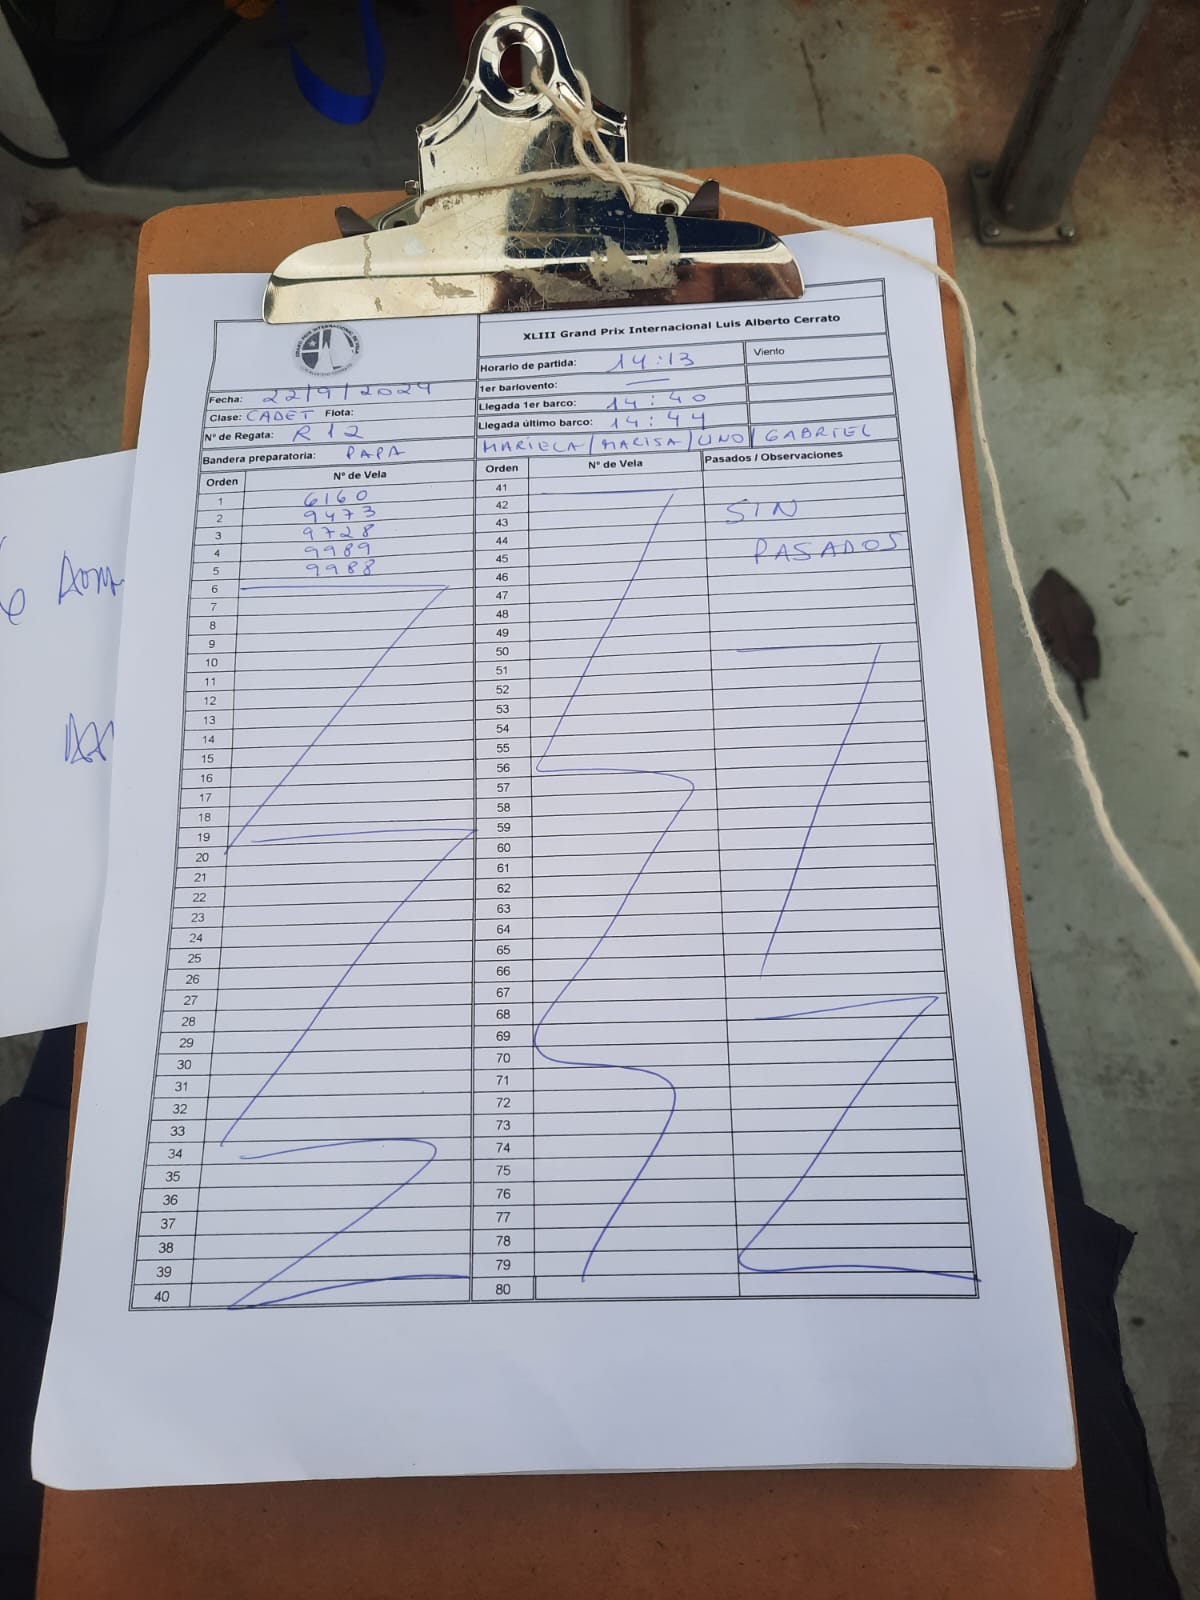 XLIII Grand Prix Internacional Luis Alberto Cerrato
Horario de partida: 14:13 Viento
Fecha: 22/9/2024 1er barlovento: —
Clase: CADET Flota: Llegada 1er barco: 14:40
N° de Regata: R12 Llegada último barco: 14:44
Bandera preparatoria: PAPA MARIELA/MARISA/LINO/GABRIEL
Orden N° de Vela Orden N° de Vela Pasados / Observaciones
1 6160 41
2 9473 42 SIN
3 9728 43
4 9989 44 PASADOS
5 9988 45
6 46
7 47
8 48
9 49
10 50
11 51
12 52
13 53
14 54
15 55
16 56
17 57
18 58
19 59
20 60
21 61
22 62
23 63
24 64
25 65
26 66
27 67
28 68
29 69
30 70
31 71
32 72
33 73
34 74
35 75
36 76
37 77
38 78
39 79
40 80